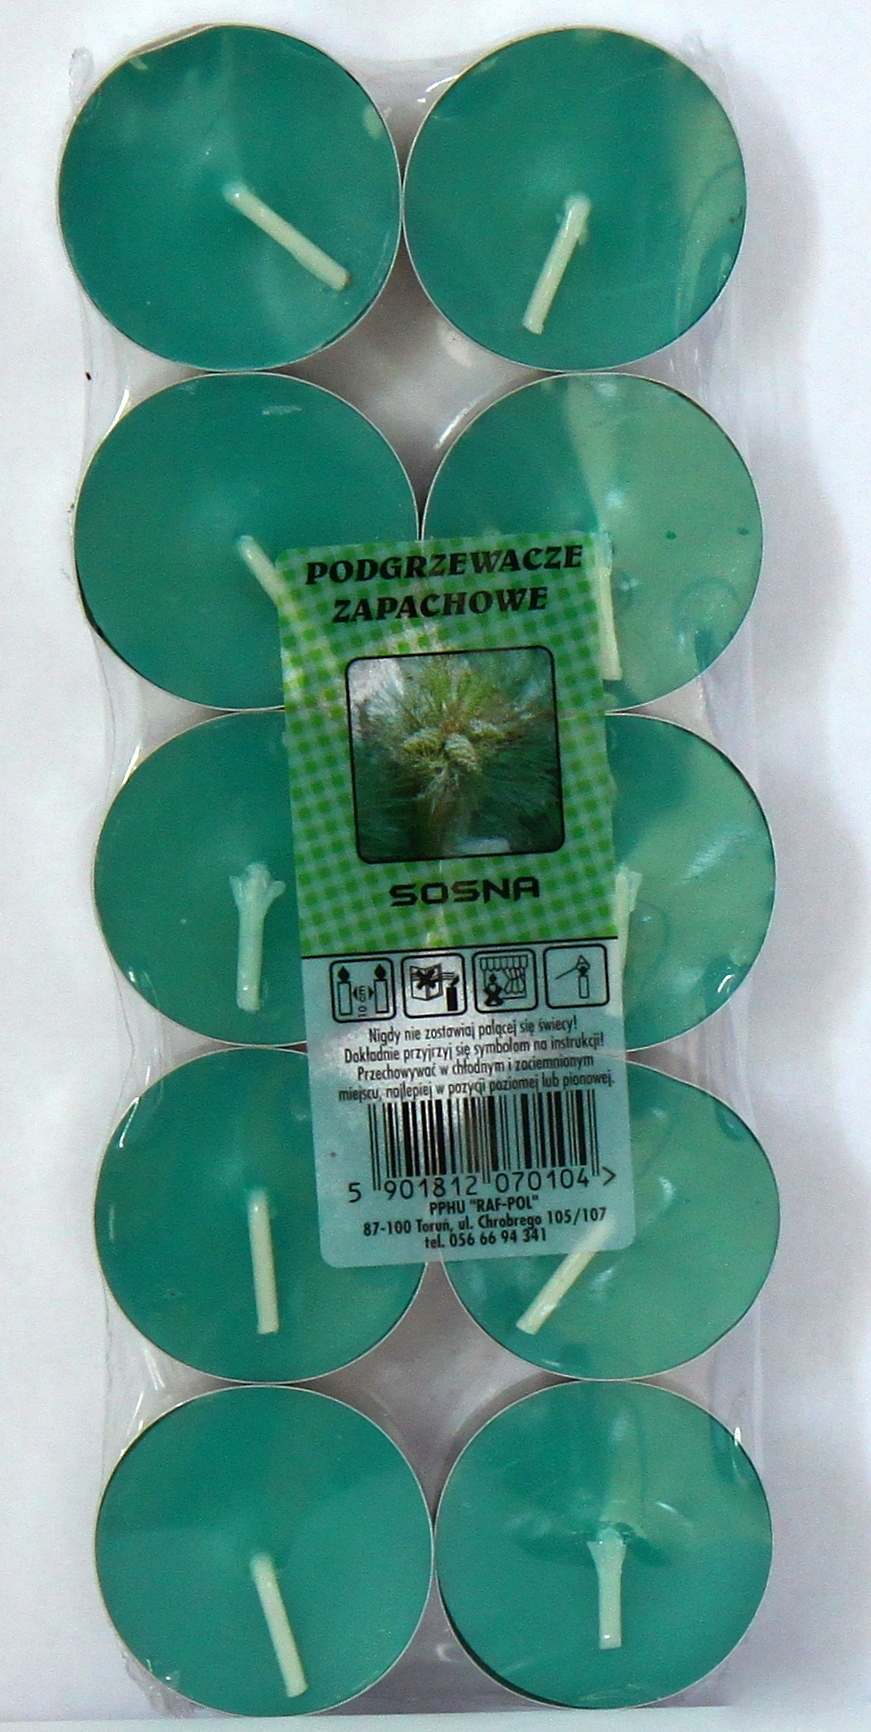 PODGRZEWACZE
ZAPACHOWE
SOSNA
10 cm
Nigdy nie zostawiaj palącej się świecy!
Dokładnie przyjrzyj się symbolom na instrukcji!
Przechowywać w chłodnym i zaciemnionym
miejscu, najlepiej w pozycji poziomej lub pionowej.
5 901812 070104 >
PPHU "RAF-POL"
87-100 Toruń, ul. Chrobrego 105/107
tel. 056 66 94 341